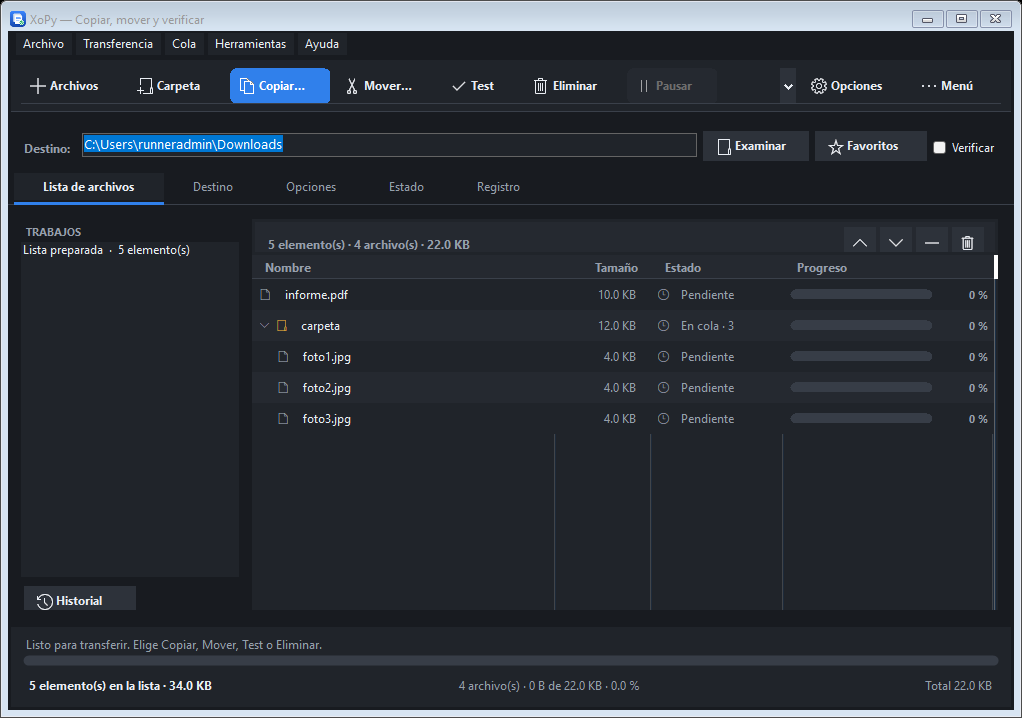 XoPy — Copiar, mover y verificar
Archivo Transferencia Cola Herramientas Ayuda
Archivos Carpeta Copiar... Mover... Test Eliminar Pausar Opciones ··· Menú
Destino: C:\Users\runneradmin\Downloads Examinar Favoritos Verificar
Lista de archivos Destino Opciones Estado Registro
TRABAJOS
Lista preparada · 5 elemento(s)
5 elemento(s) · 4 archivo(s) · 22.0 KB
Nombre Tamaño Estado Progreso
informe.pdf 10.0 KB Pendiente 0 %
carpeta 12.0 KB En cola · 3 0 %
foto1.jpg 4.0 KB Pendiente 0 %
foto2.jpg 4.0 KB Pendiente 0 %
foto3.jpg 4.0 KB Pendiente 0 %
Historial
Listo para transferir. Elige Copiar, Mover, Test o Eliminar.
5 elemento(s) en la lista · 34.0 KB 4 archivo(s) · 0 B de 22.0 KB · 0.0 % Total 22.0 KB